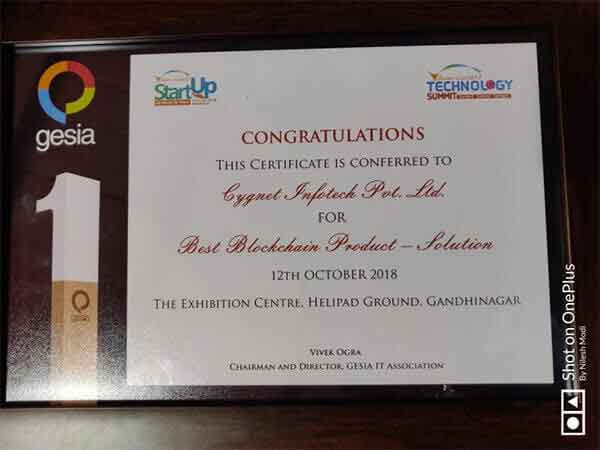 gesia
StartUp
TECHNOLOGY
SUMMIT
CONGRATULATIONS
THIS CERTIFICATE IS CONFERRED TO
Cygnet Infotech Pvt. Ltd.
FOR
Best Blockchain Product – Solution
12TH OCTOBER 2018
THE EXHIBITION CENTRE, HELIPAD GROUND, GANDHINAGAR
VIVEK OGRA
CHAIRMAN AND DIRECTOR, GESIA IT ASSOCIATION
1
Shot on OnePlus
By Nilesh Modi